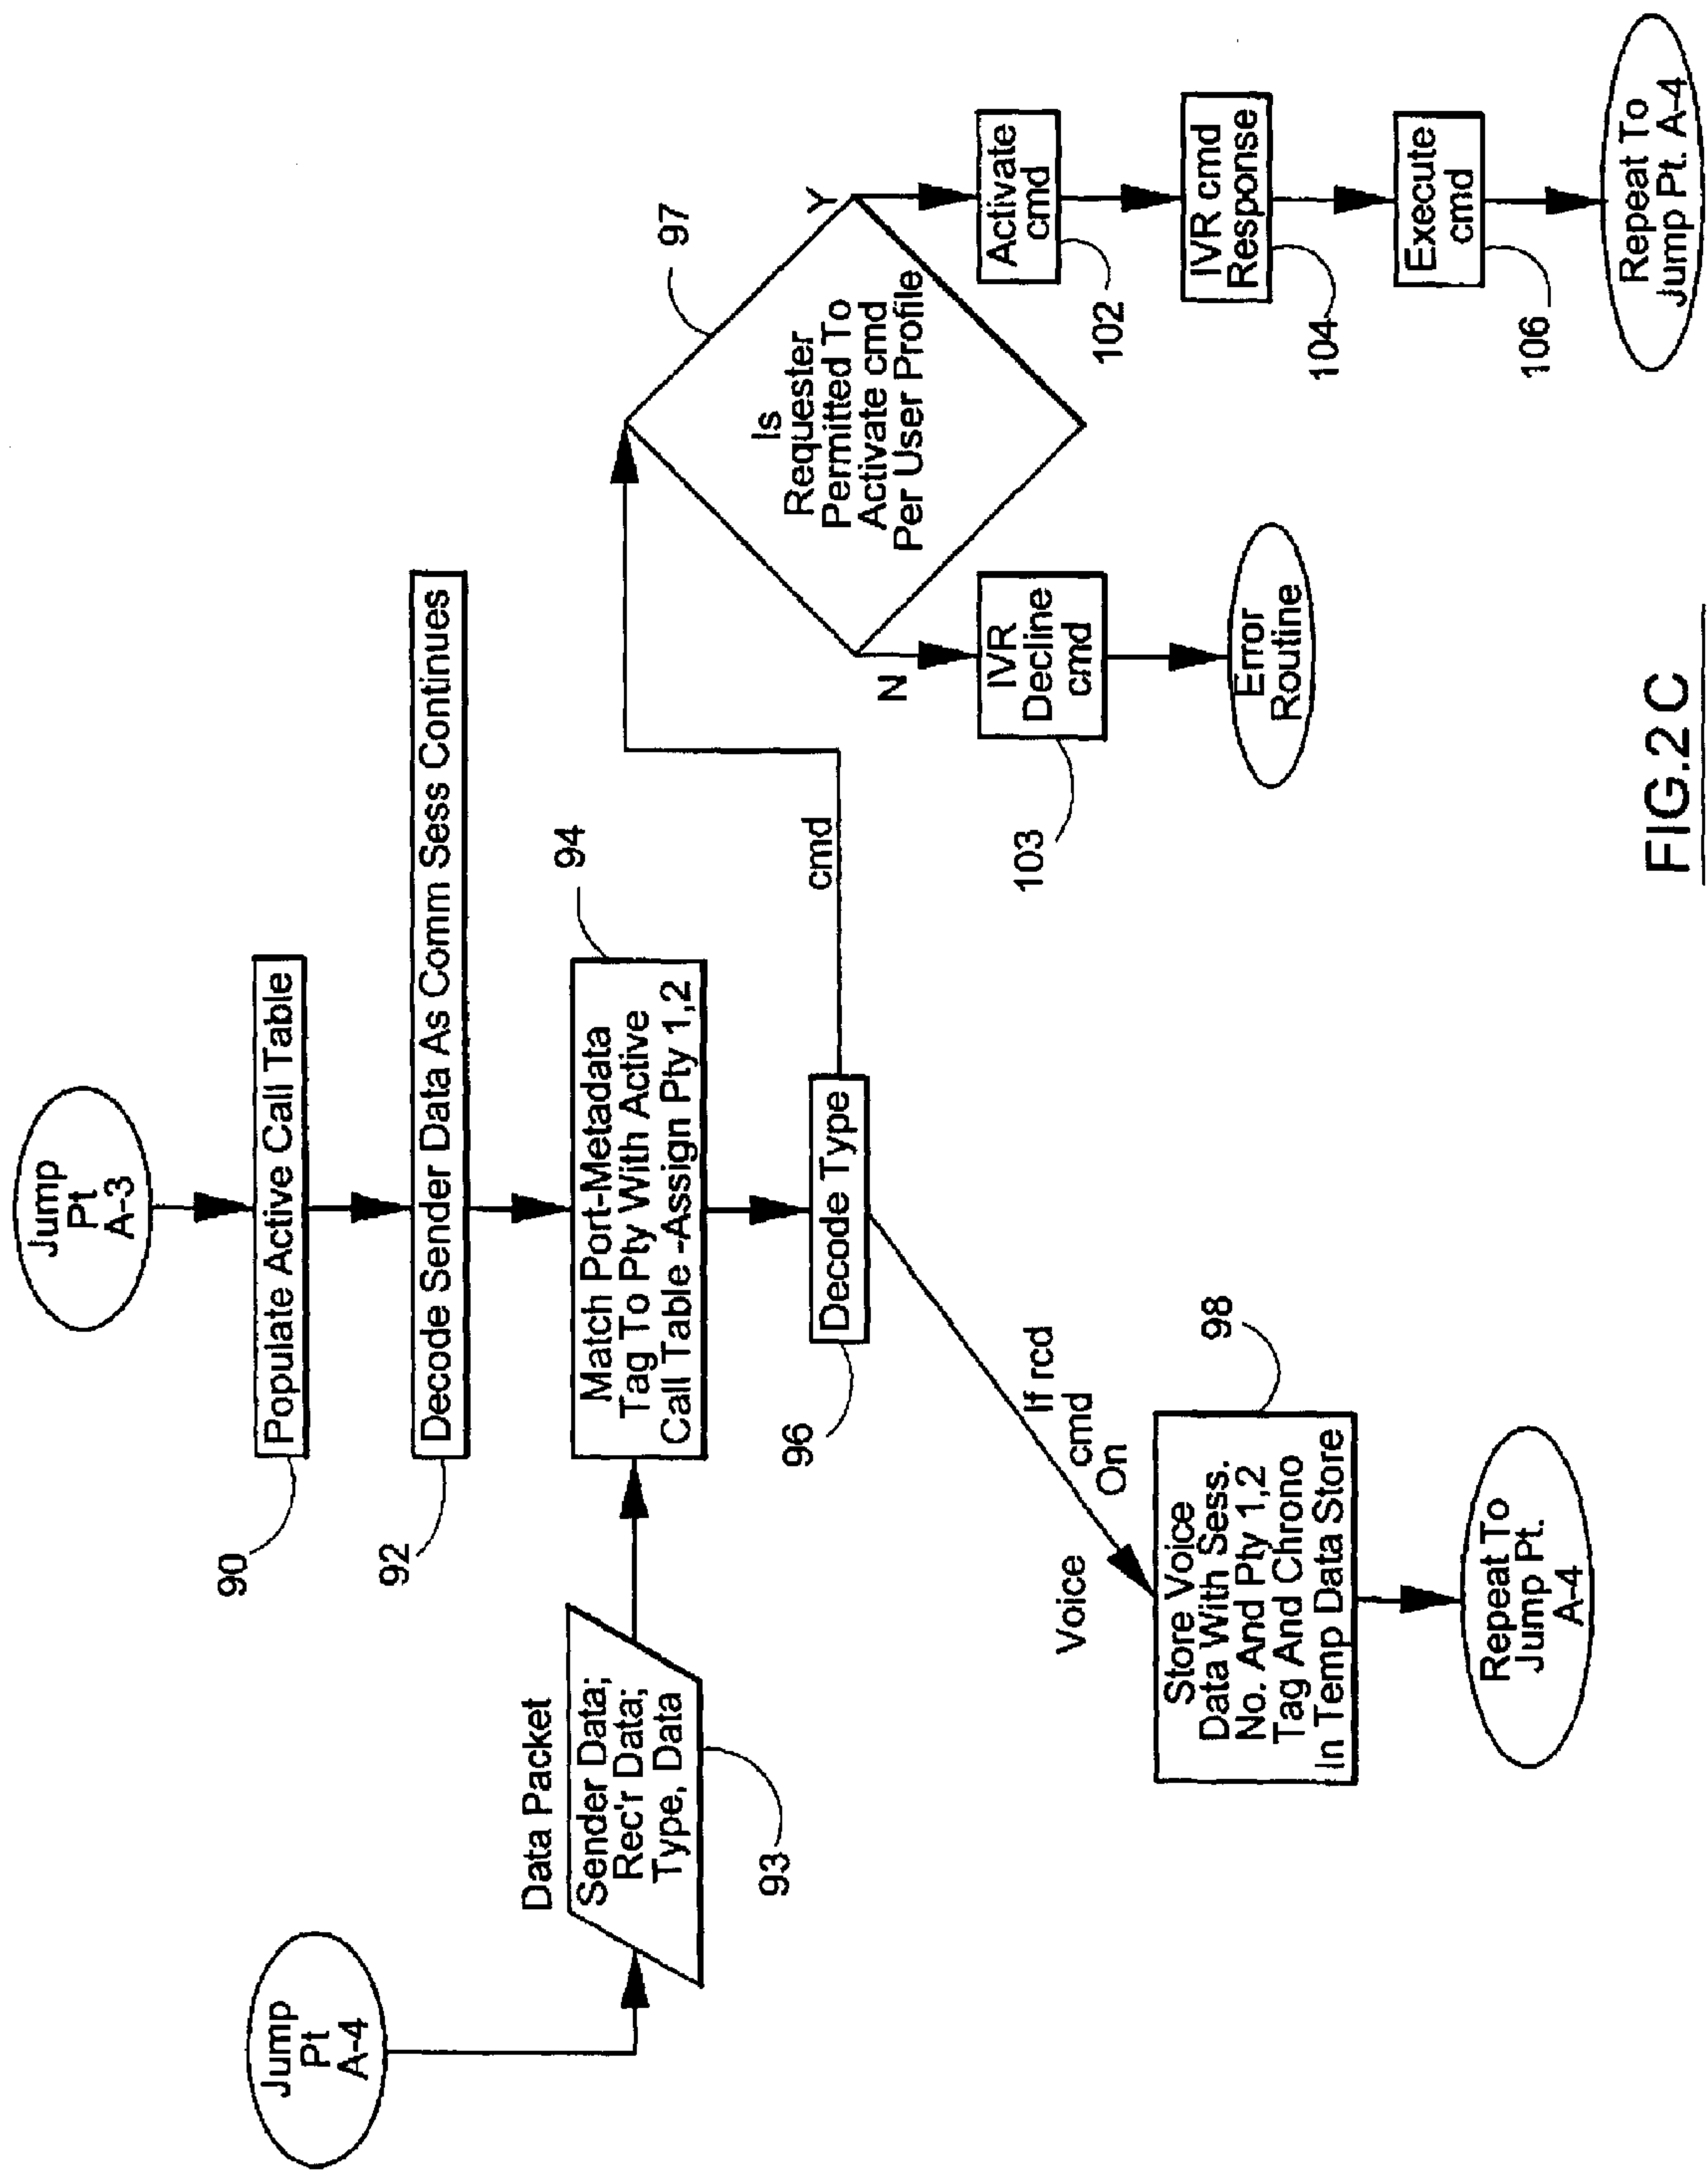 Jump
Pt
A-3
Populate Active Call Table
90
Decode Sender Data As Comm Sess Continues
92
Jump
Pt
A-4
Data Packet
Sender Data;
Rec'r Data;
Type, Data
93
Match Port-Metadata
Tag To Pty With Active
Call Table -Assign Pty 1,2
94
Decode Type
96
cmd
If rcd
cmd
On
Voice
Store Voice
Data With Sess.
No. And Pty 1,2
Tag And Chrono
In Temp Data Store
98
Repeat To
Jump Pt.
A-4
Is
Requester
Permitted To
Activate cmd
Per User Profile
97
N
Y
IVR
Decline
cmd
103
Error
Routine
Activate
cmd
102
IVR cmd
Response
104
Execute
cmd
106
Repeat To
Jump Pt. A-4
FIG.2 C